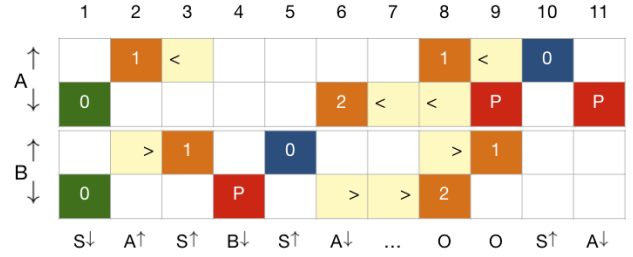 1 2 3 4 5 6 7 8 9 10 11
↑ 1 < 1 < 0
A
↓ 0 2 < < P P
↑ > 1 0 > 1
B
↓ 0 P > > 2
S↓ A↑ S↑ B↓ S↑ A↓ ... O O S↑ A↓